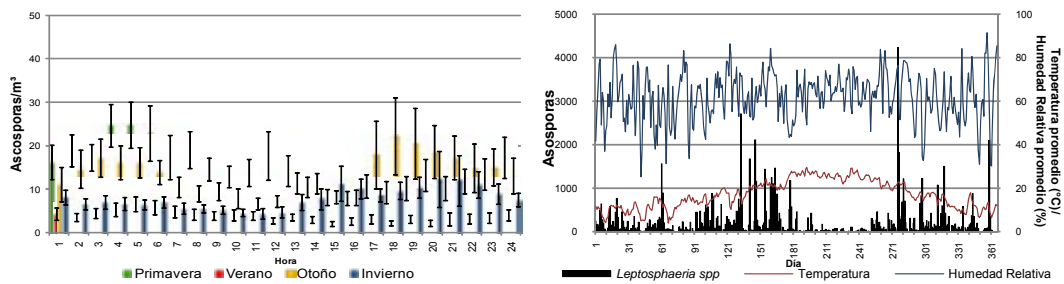 50
40
30
20
10
0
Ascosporas/m³
1 2 3 4 5 6 7 8 9 10 11 12 13 14 15 16 17 18 19 20 21 22 23 24
Hora
Primavera Verano Otoño Invierno
5000
4000
3000
2000
1000
0
Ascosporas
100
80
60
40
20
0
Temperatura promedio (°C)/
Humedad Relativa promedio (%)
1 31 61 91 121 151 181 211 241 271 301 331 361
Día
Leptosphaeria spp Temperatura Humedad Relativa